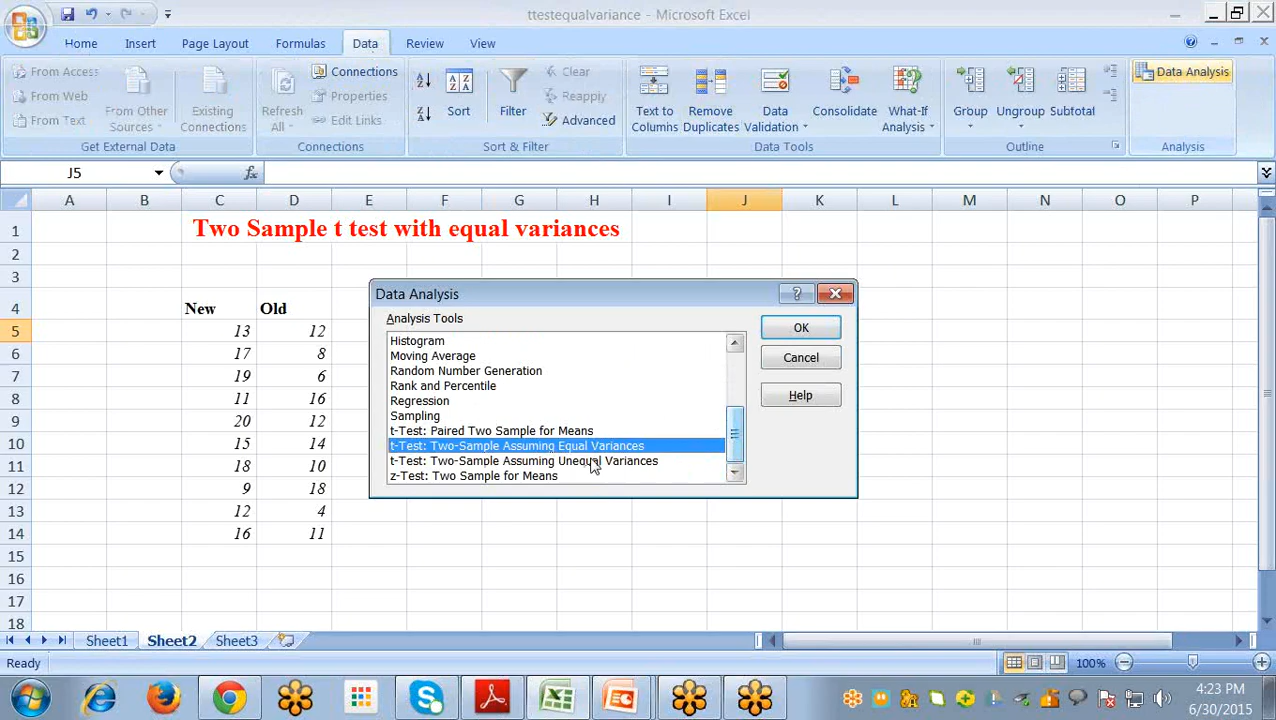 ttestequalvariance - Microsoft Excel
Home Insert Page Layout Formulas Data Review View
From Access
From Web
From Text
From Other Sources
Existing Connections
Get External Data
Refresh All
Connections
Properties
Edit Links
Connections
Sort
Filter
Clear
Reapply
Advanced
Sort & Filter
Text to Columns
Remove Duplicates
Data Validation
Consolidate
What-If Analysis
Data Tools
Group
Ungroup
Subtotal
Outline
Data Analysis
Analysis
J5
A B C D E F G H I J K L M N O P
1 Two Sample t test with equal variances
2
3
4 New Old
5 13 12
6 17 8
7 19 6
8 11 16
9 20 12
10 15 14
11 18 10
12 9 18
13 12 4
14 16 11
15
16
17
18
Data Analysis
Analysis Tools
Histogram
Moving Average
Random Number Generation
Rank and Percentile
Regression
Sampling
t-Test: Paired Two Sample for Means
t-Test: Two-Sample Assuming Equal Variances
t-Test: Two-Sample Assuming Unequal Variances
z-Test: Two Sample for Means
OK
Cancel
Help
Sheet1 Sheet2 Sheet3
Ready
100%
4:23 PM
6/30/2015